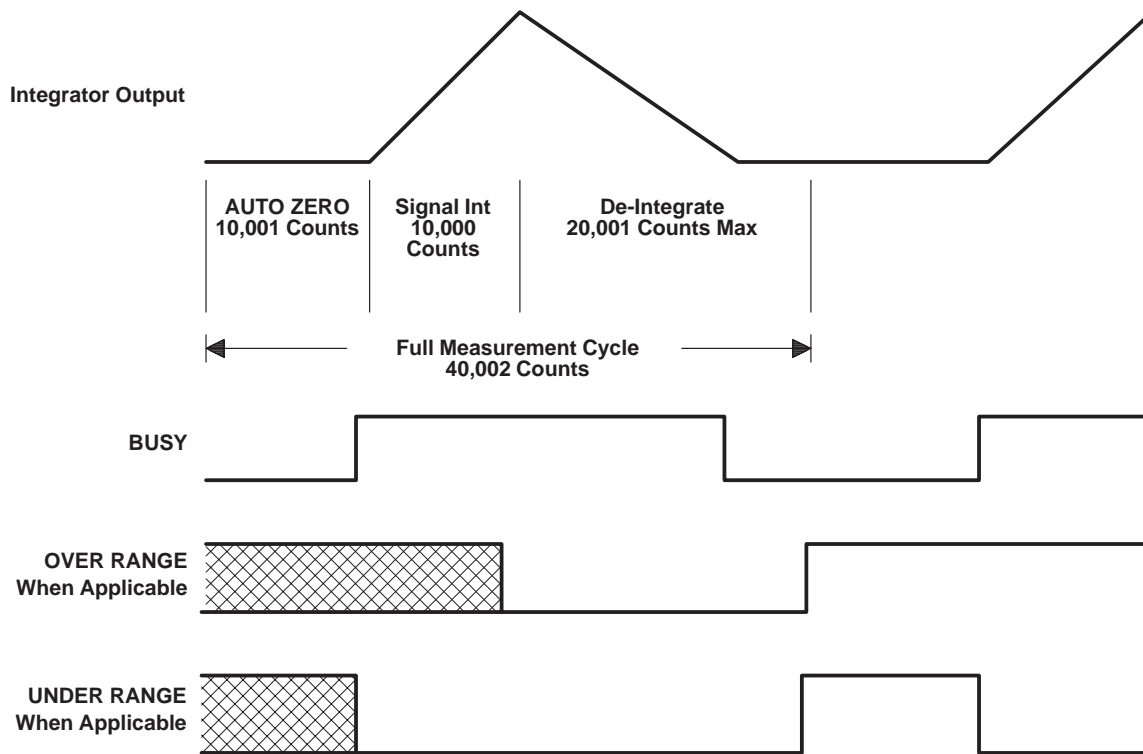 Integrator Output
AUTO ZERO
10,001 Counts
Signal Int
10,000
Counts
De-Integrate
20,001 Counts Max
Full Measurement Cycle
40,002 Counts
BUSY
OVER RANGE
When Applicable
UNDER RANGE
When Applicable